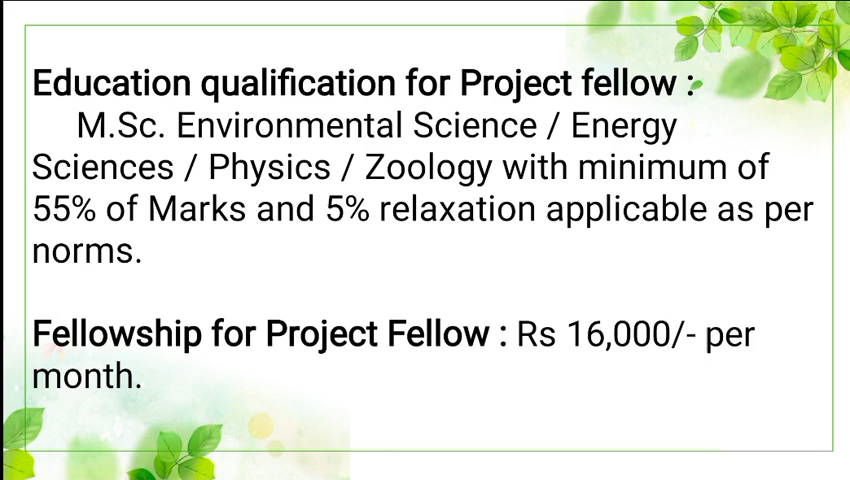 Education qualification for Project fellow :
M.Sc. Environmental Science / Energy
Sciences / Physics / Zoology with minimum of
55% of Marks and 5% relaxation applicable as per
norms.
Fellowship for Project Fellow : Rs 16,000/- per
month.